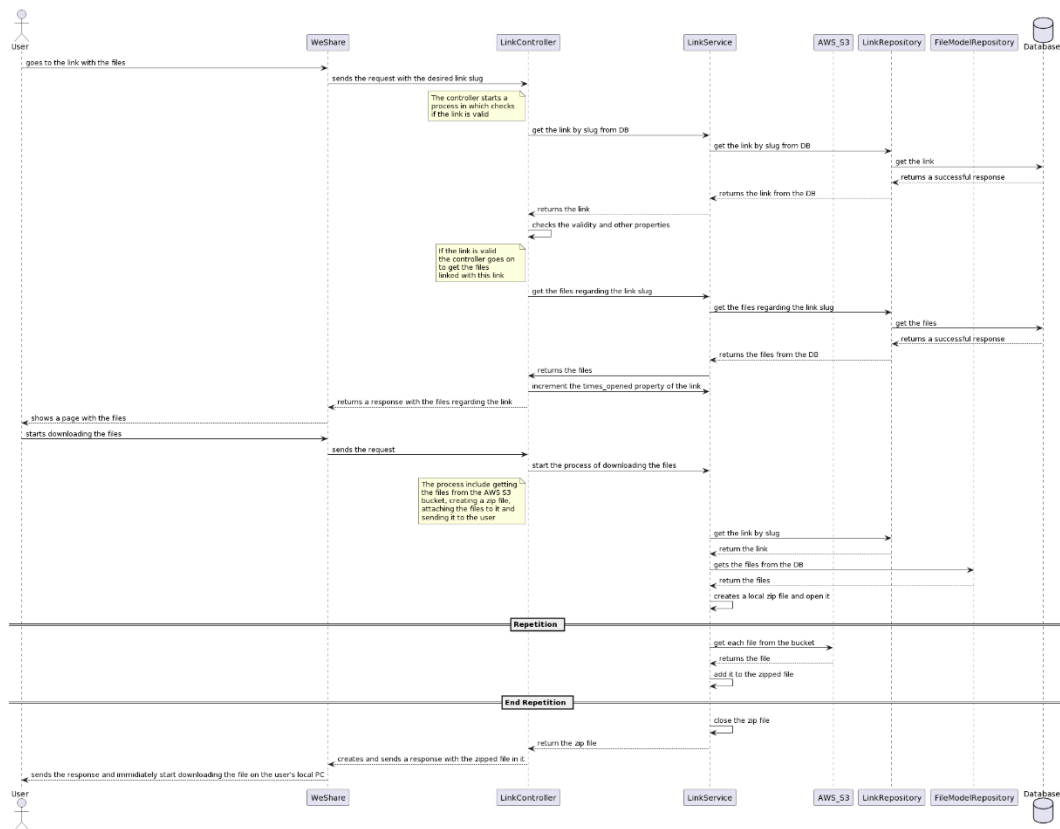 User
WeShare
LinkController
LinkService
AWS_S3
LinkRepository
FileModelRepository
Database
goes to the link with the files
sends the request with the desired link slug
The controller starts a
process in which checks
if the link is valid
get the link by slug from DB
get the link by slug from DB
get the link
returns a successful response
returns the link from the DB
returns the link
checks the validity and other properties
If the link is valid
the controller goes on
to get the files
linked with this link
get the files regarding the link slug
get the files regarding the link slug
get the files
returns a successful response
returns the files from the DB
returns the files
increment the times_opened property of the link
returns a response with the files regarding the link
shows a page with the files
starts downloading the files
sends the request
start the process of downloading the files
The process include getting
the files from the AWS S3
bucket, creating a zip file,
attaching the files to it and
sending it to the user
get the link by slug
return the link
gets the files from the DB
return the files
creates a local zip file and open it
Repetition
get each file from the bucket
returns the file
add it to the zipped file
End Repetition
close the zip file
return the zip file
creates and sends a response with the zipped file in it
sends the response and immidiately start downloading the file on the user's local PC
User
WeShare
LinkController
LinkService
AWS_S3
LinkRepository
FileModelRepository
Database